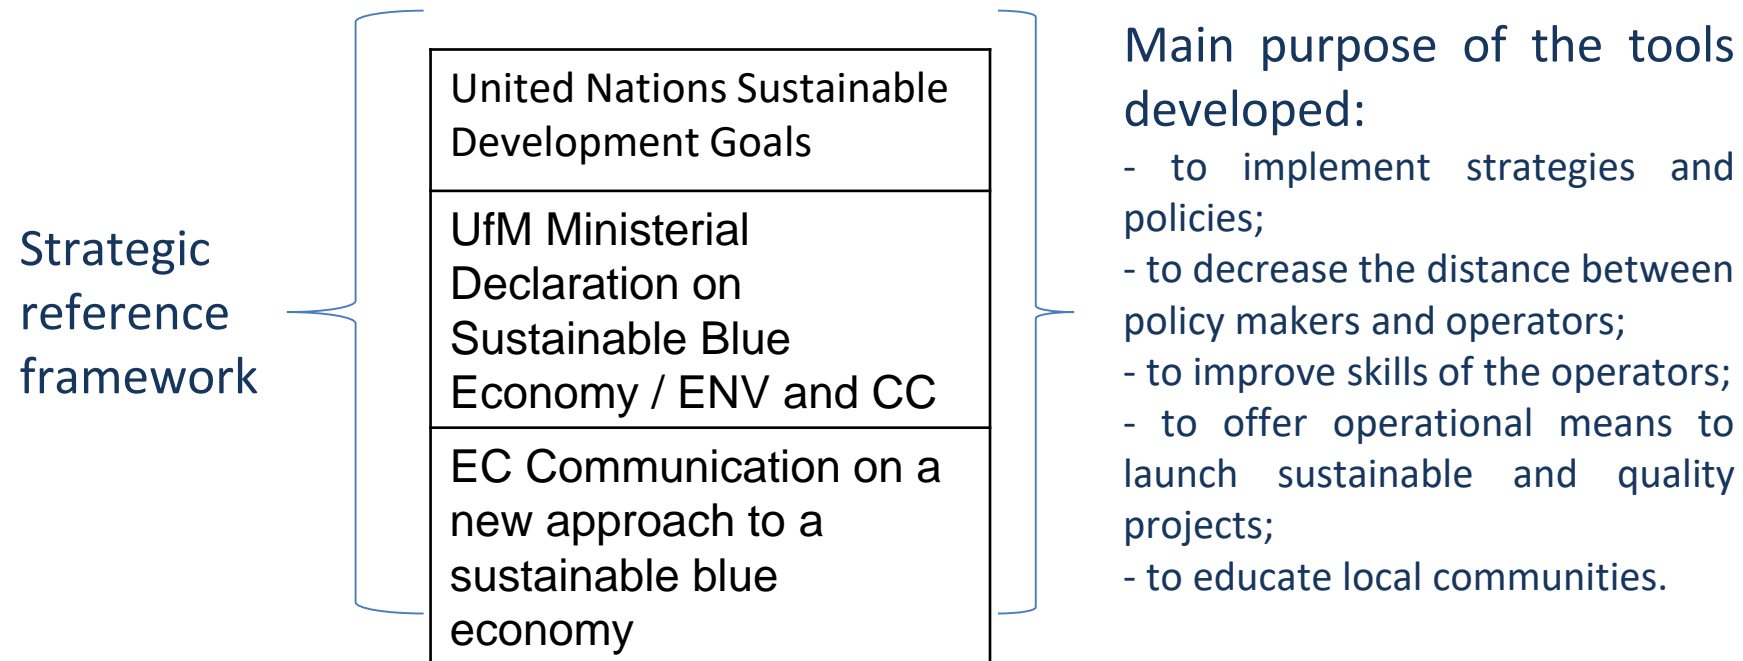 Strategic
reference
framework
United Nations Sustainable
Development Goals
UfM Ministerial
Declaration on
Sustainable Blue
Economy / ENV and CC
EC Communication on a
new approach to a
sustainable blue
economy
Main purpose of the tools
developed:
- to implement strategies and
policies;
- to decrease the distance between
policy makers and operators;
- to improve skills of the operators;
- to offer operational means to
launch sustainable and quality
projects;
- to educate local communities.